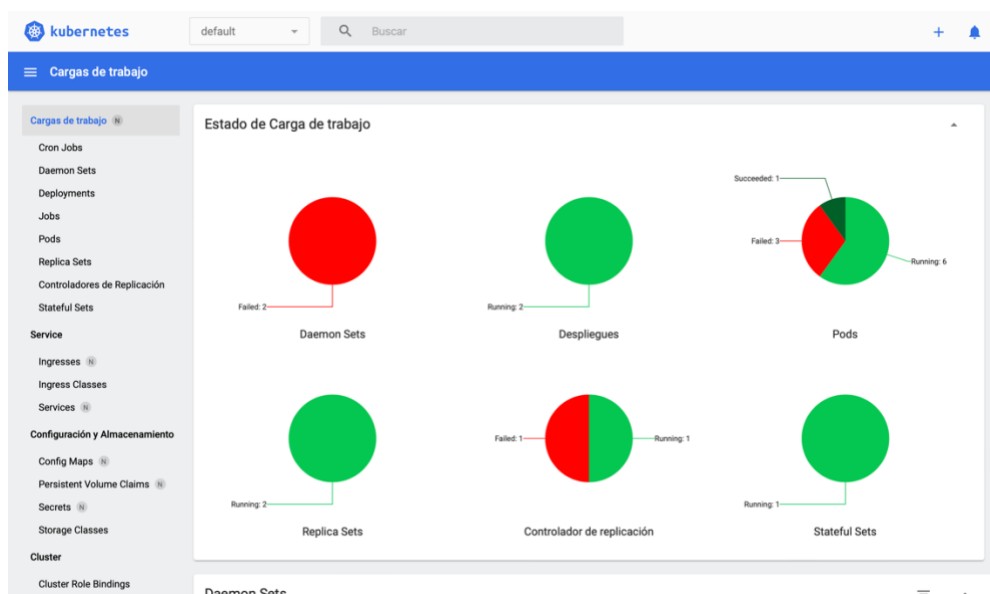 kubernetes
default
Buscar
Cargas de trabajo
Cargas de trabajo N
Cron Jobs
Daemon Sets
Deployments
Jobs
Pods
Replica Sets
Controladores de Replicación
Stateful Sets
Service
Ingresses N
Ingress Classes
Services N
Configuración y Almacenamiento
Config Maps N
Persistent Volume Claims N
Secrets N
Storage Classes
Cluster
Cluster Role Bindings
Estado de Carga de trabajo
Failed: 2
Daemon Sets
Running: 2
Despliegues
Succeeded: 1
Failed: 3
Running: 6
Pods
Running: 2
Replica Sets
Failed: 1
Running: 1
Controlador de replicación
Running: 1
Stateful Sets
Daemon Sets